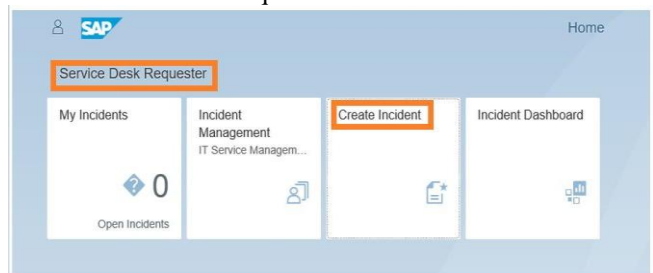 SAP
Home
Service Desk Requester
My Incidents
Incident
Management
IT Service Managem...
Create Incident
Incident Dashboard
0
Open Incidents